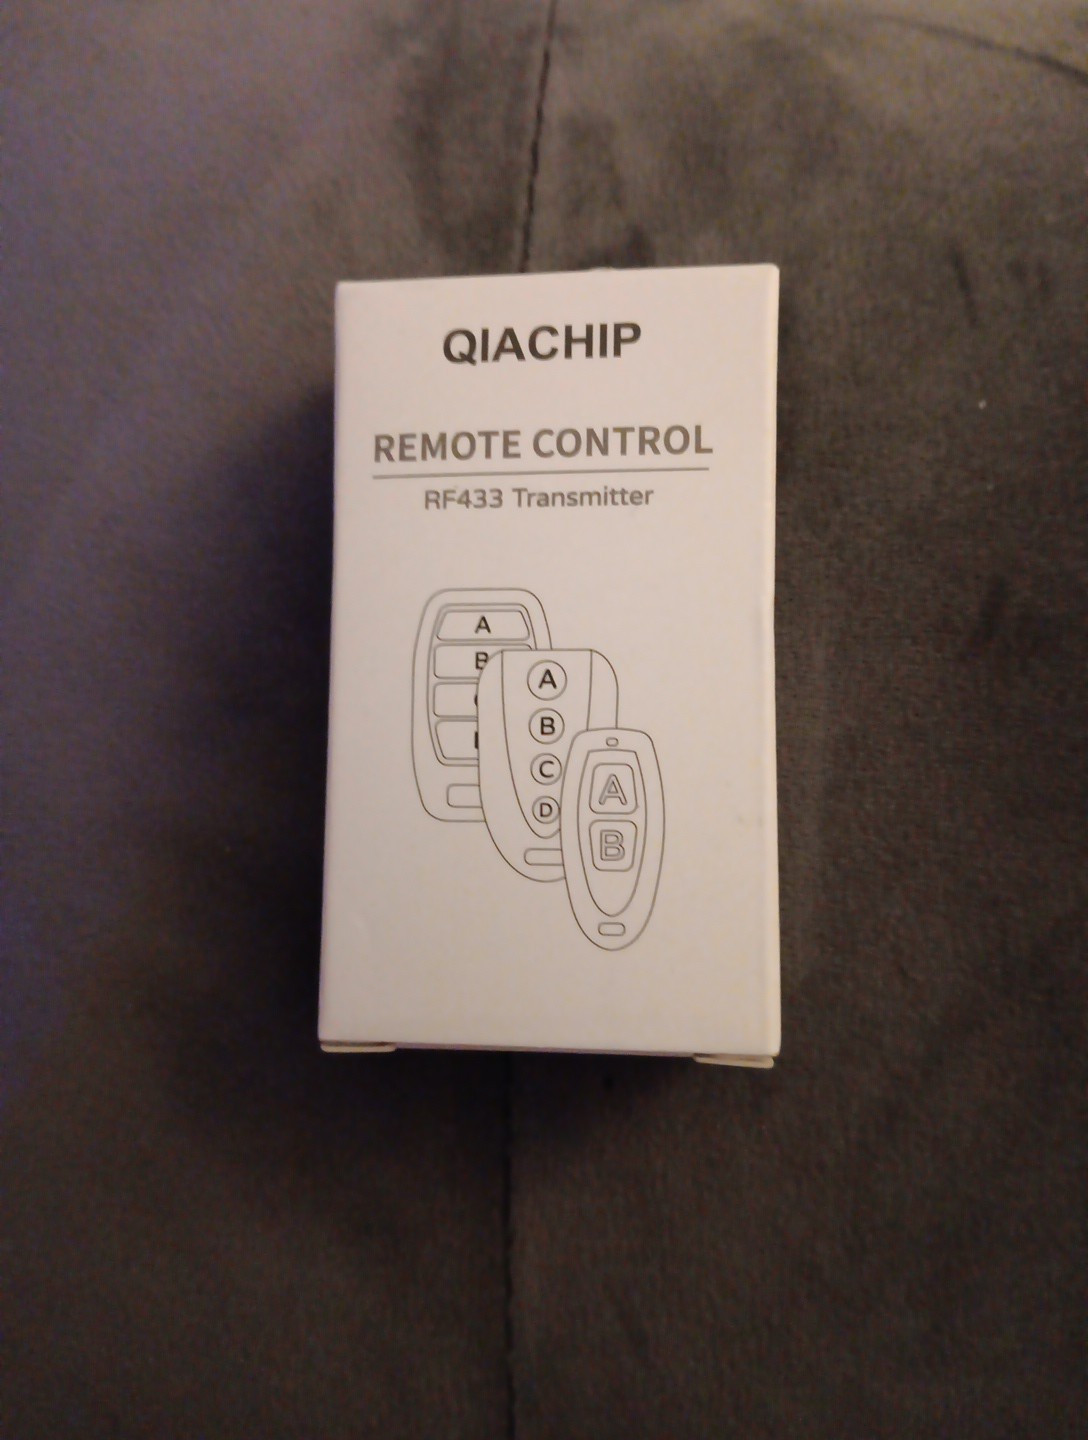 QIACHIP
REMOTE CONTROL
RF433 Transmitter
A
B
A
B
C
D
A
B